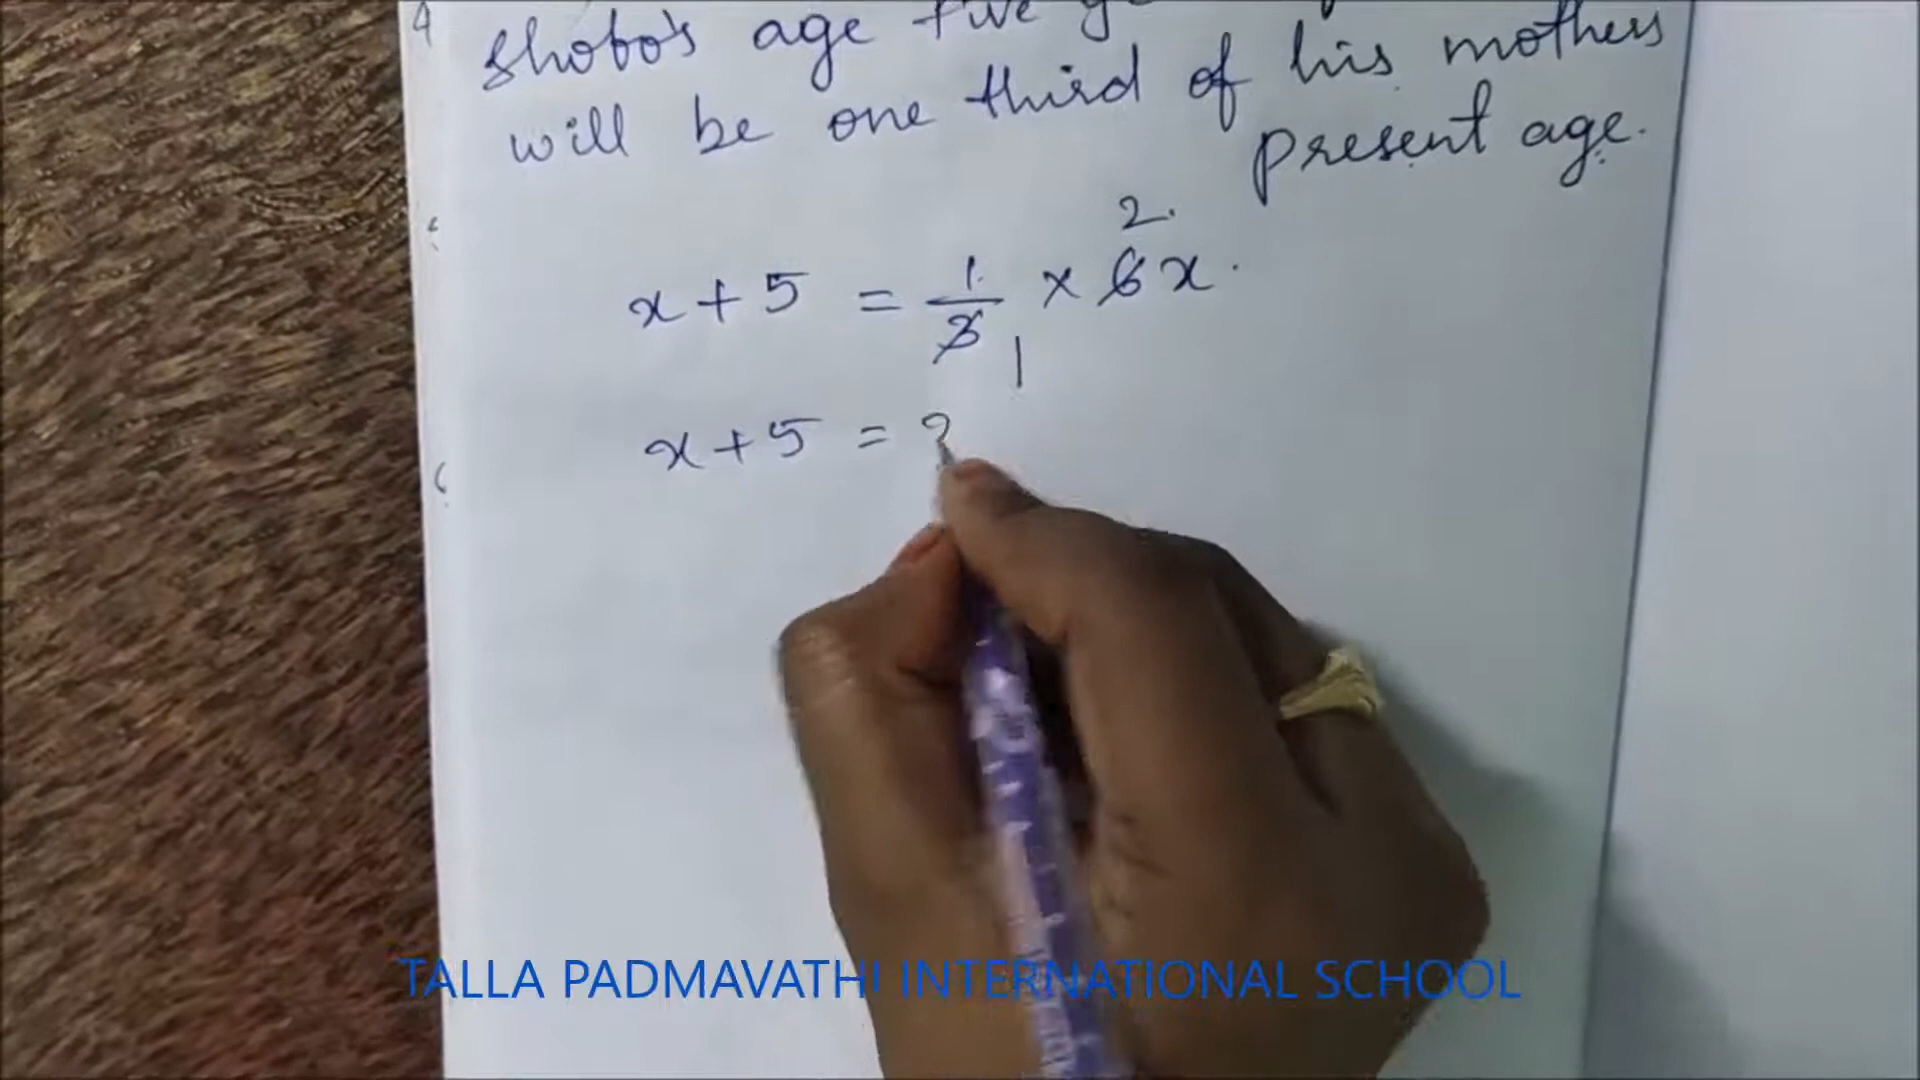 Shobo's age five
will be one third of his mothers
present age.
2.
x + 5 = 1/3 × 6x.
1
x + 5 = 2
TALLA PADMAVATHI INTERNATIONAL SCHOOL